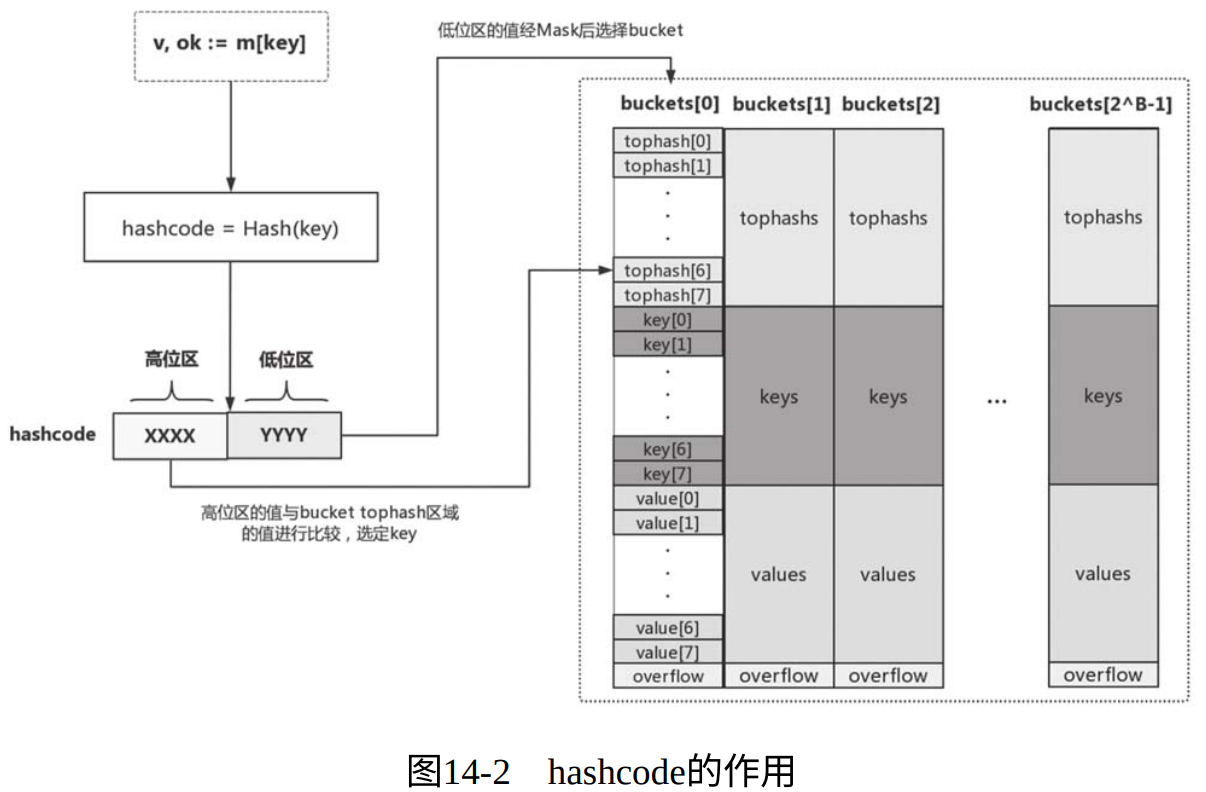 v, ok := m[key]
低位区的值经Mask后选择bucket
hashcode = Hash(key)
高位区 低位区
hashcode XXXX YYYY
高位区的值与bucket tophash区域
的值进行比较，选定key
buckets[0] buckets[1] buckets[2] buckets[2^B-1]
tophash[0]
tophash[1]
.
.
.
tophashs tophashs tophashs
tophash[6]
tophash[7]
key[0]
key[1]
.
.
.
keys keys ... keys
key[6]
key[7]
value[0]
value[1]
.
.
.
values values values
value[6]
value[7]
overflow overflow overflow overflow
图14-2 hashcode的作用